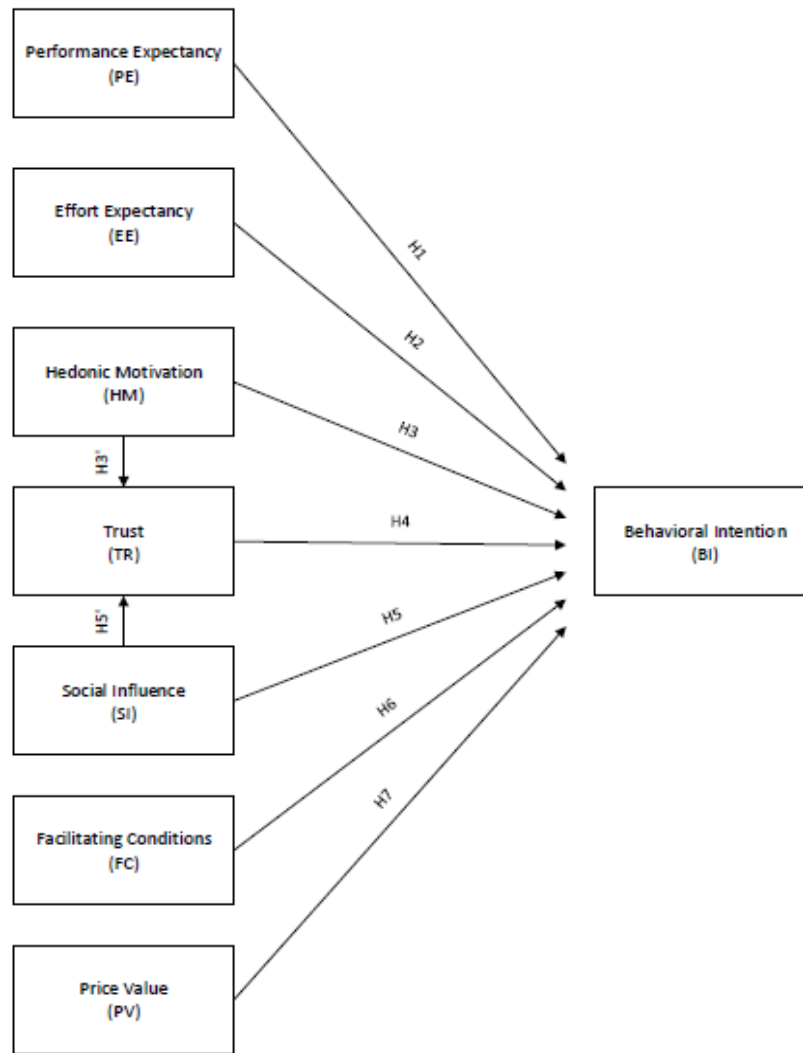 Performance Expectancy
(PE)
Effort Expectancy
(EE)
H1
H2
Hedonic Motivation
(HM)
H3
H3'
Trust
(TR)
H4
Behavioral Intention
(BI)
H5'
H5
Social Influence
(SI)
H6
Facilitating Conditions
(FC)
H7
Price Value
(PV)